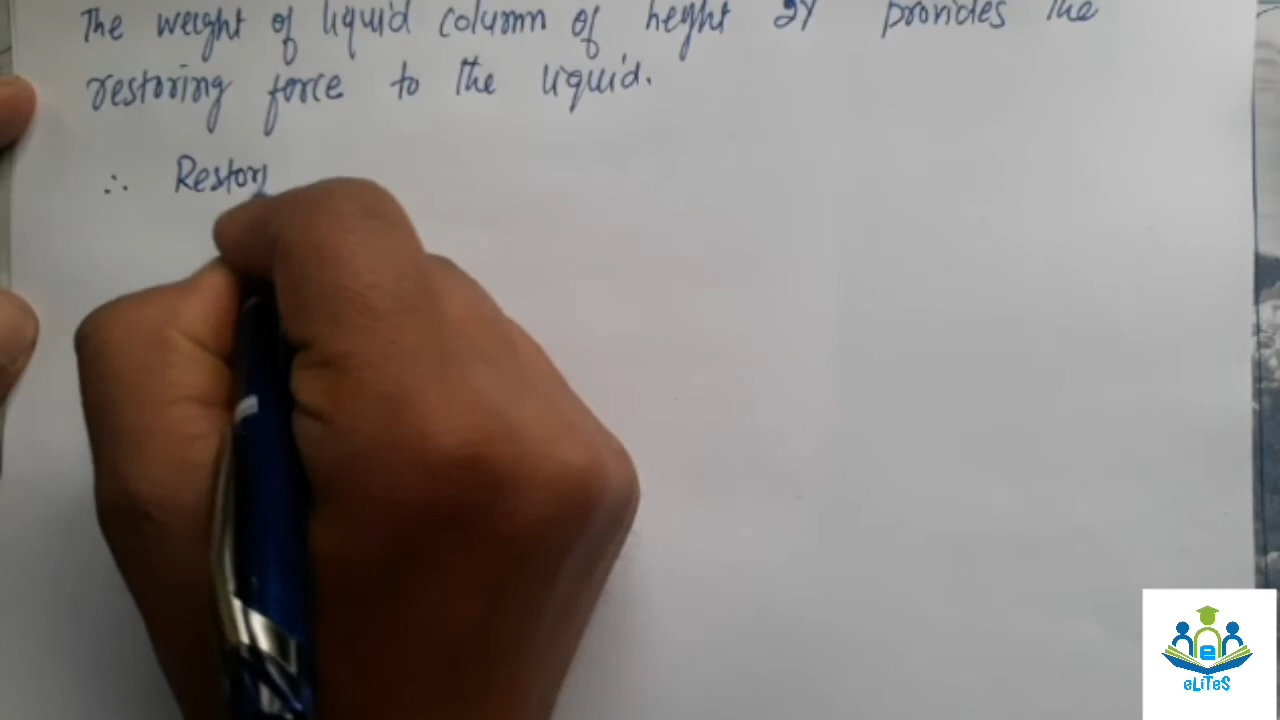 The weight of liquid column of height 2Y provides the
restoring force to the liquid.
∴ Restor
e
eLiTeS